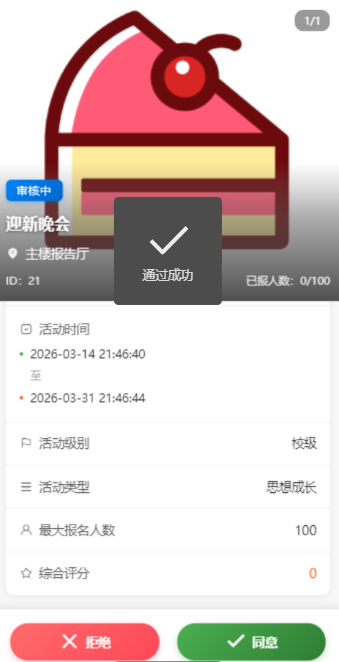 1/1
审核中
迎新晚会
主楼报告厅
ID: 21
已报人数: 0/100
通过成功
活动时间
2026-03-14 21:46:40
至
2026-03-31 21:46:44
活动级别 校级
活动类型 思想成长
最大报名人数 100
综合评分 0
拒绝 同意